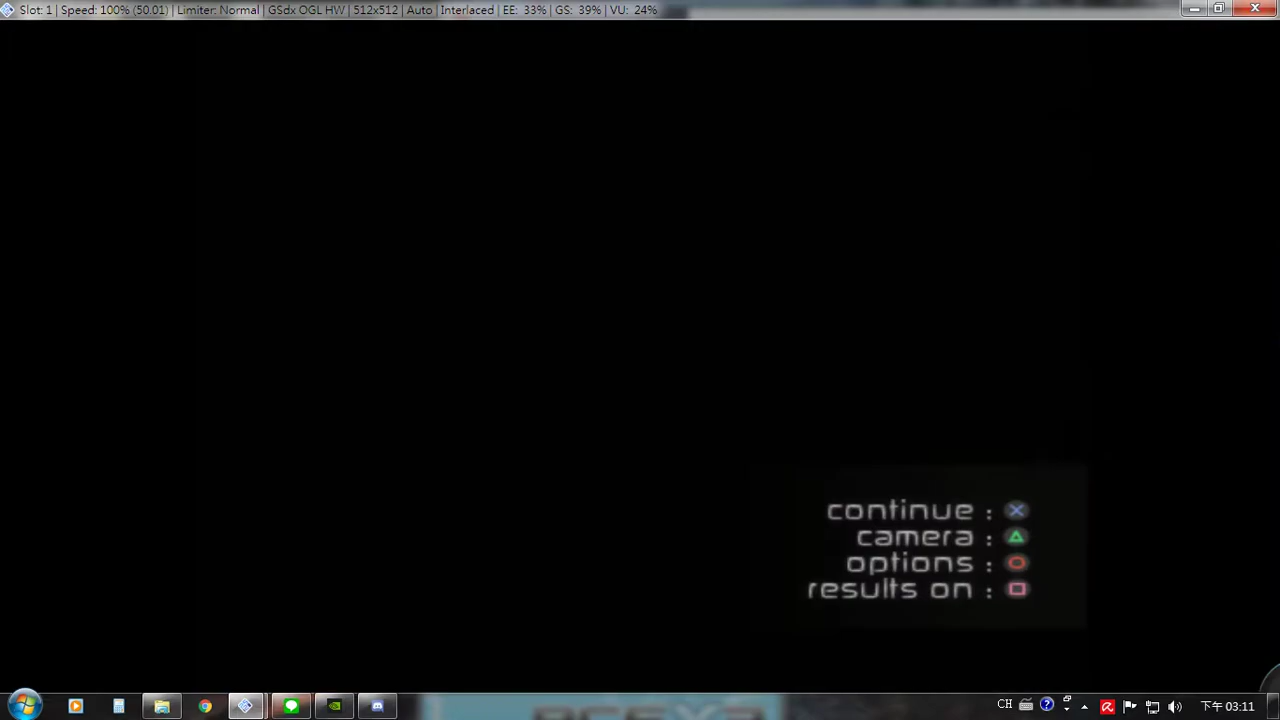 Slot: 1 | Speed: 100% (50.01) | Limiter: Normal | GSdx OGL HW | 512x512 | Auto | Interlaced | EE: 33% | GS: 39% | VU: 24%
continue :
camera :
options :
results on :
CH
下午 03:11